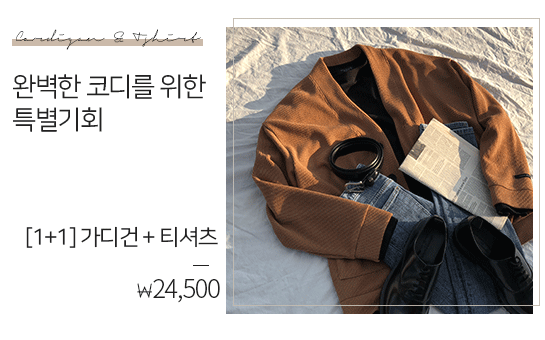 Cardigan & Tshirt
완벽한 코디를 위한
특별기회
[1+1] 가디건 + 티셔츠
₩24,500